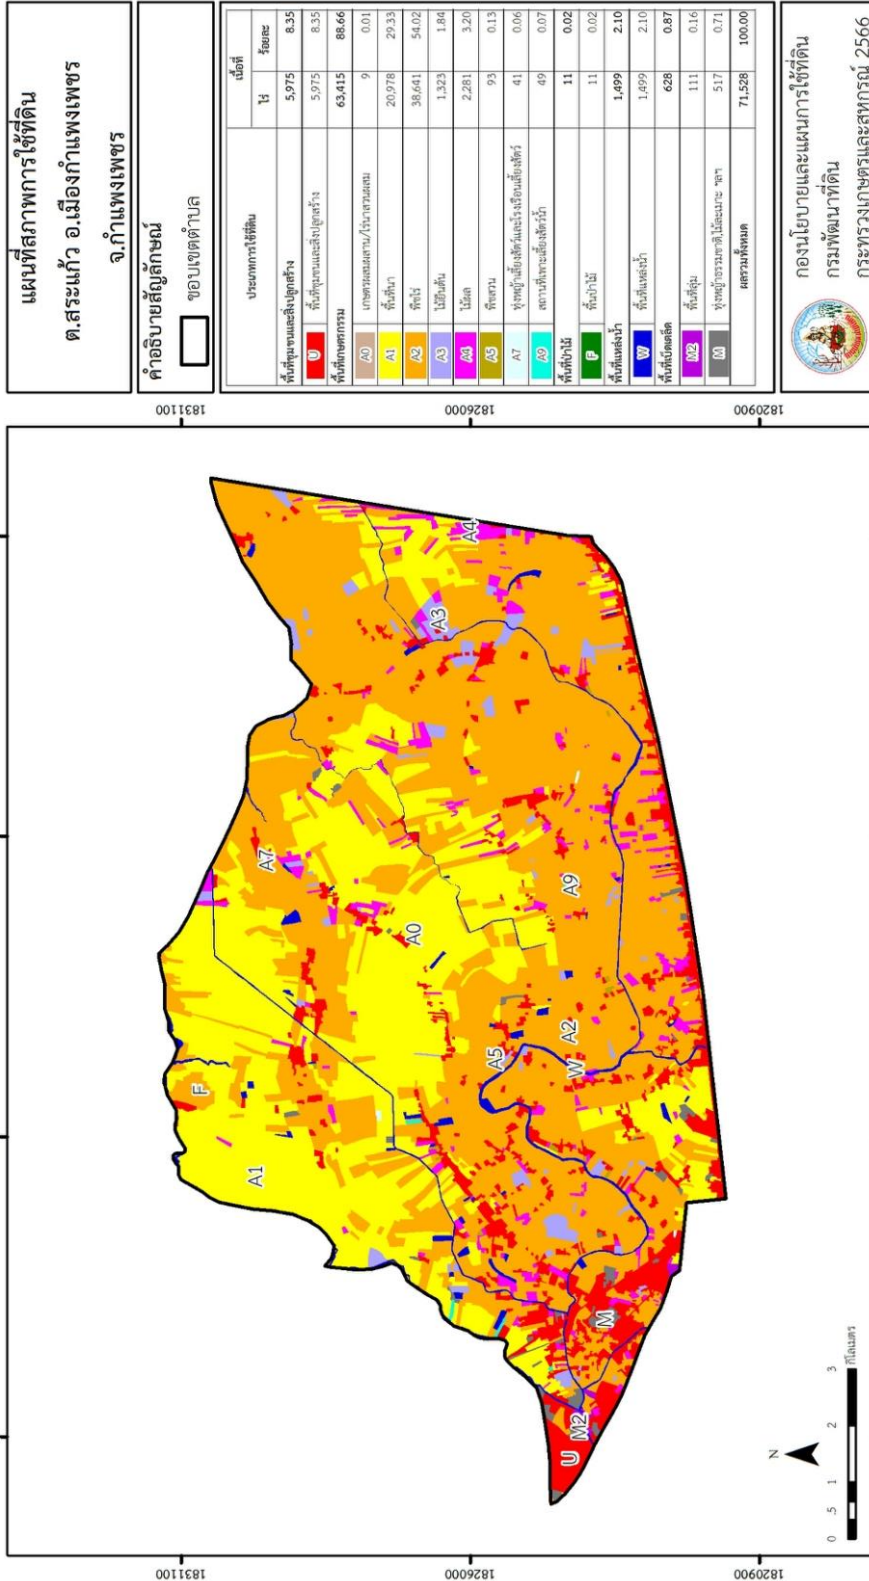 แผนที่สภาพการใช้ที่ดิน
ต.สระแก้ว อ.เมืองกำแพงเพชร
จ.กำแพงเพชร
คำอธิบายสัญลักษณ์
ขอบเขตตำบล
ประเภทการใช้ที่ดิน เนื้อที่
ไร่ ร้อยละ
พื้นที่ชุมชนและสิ่งปลูกสร้าง 5,975 8.35
U พื้นที่ชุมชนและสิ่งปลูกสร้าง 5,975 8.35
พื้นที่เกษตรกรรม 63,415 88.66
A0 เกษตรผสมผสาน/ไร่นาสวนผสม 9 0.01
A1 พื้นที่นา 20,978 29.33
A2 พืชไร่ 38,641 54.02
A3 ไม้ยืนต้น 1,323 1.84
A4 ไม้ผล 2,281 3.20
A5 พืชสวน 93 0.13
A7 ทุ่งหญ้าเลี้ยงสัตว์และโรงเรือนเลี้ยงสัตว์ 41 0.06
A9 สถานที่เพาะเลี้ยงสัตว์น้ำ 49 0.07
พื้นที่ป่าไม้ 11 0.02
F พื้นป่าไม้ 11 0.02
พื้นที่แหล่งน้ำ 1,499 2.10
W พื้นที่แหล่งน้ำ 1,499 2.10
พื้นที่เบ็ดเตล็ด 628 0.87
M2 พื้นที่ลุ่ม 111 0.16
M ทุ่งหญ้าธรรมชาติ,ไม้ละเมาะ ฯลฯ 517 0.71
ผลรวมทั้งหมด 71,528 100.00
กองนโยบายและแผนการใช้ที่ดิน
กรมพัฒนาที่ดิน
กระทรวงเกษตรและสหกรณ์ 2566
1831100
1826000
1820900
1831100
1826000
1820900
F
A1
A7
A0
A3
A4
A5
A2
A9
W
M
U
M2
N
0 .5 1 2 3
กิโลเมตร